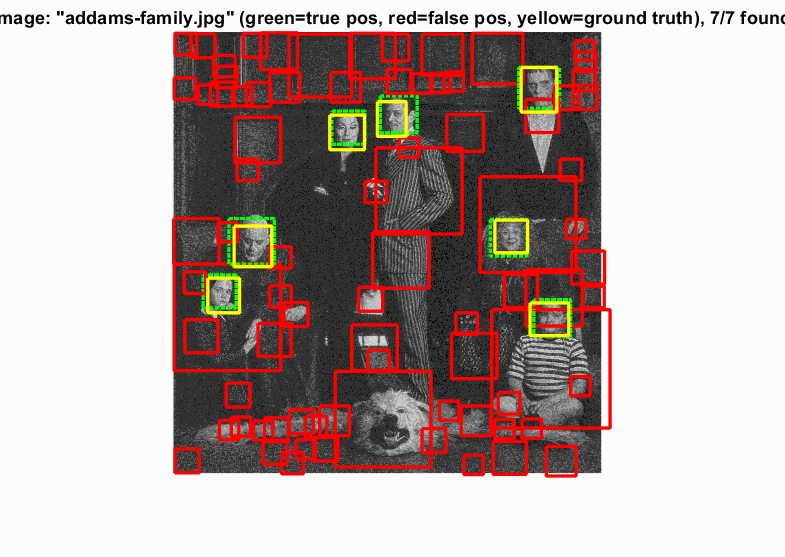 mage: "addams-family.jpg" (green=true pos, red=false pos, yellow=ground truth), 7/7 found